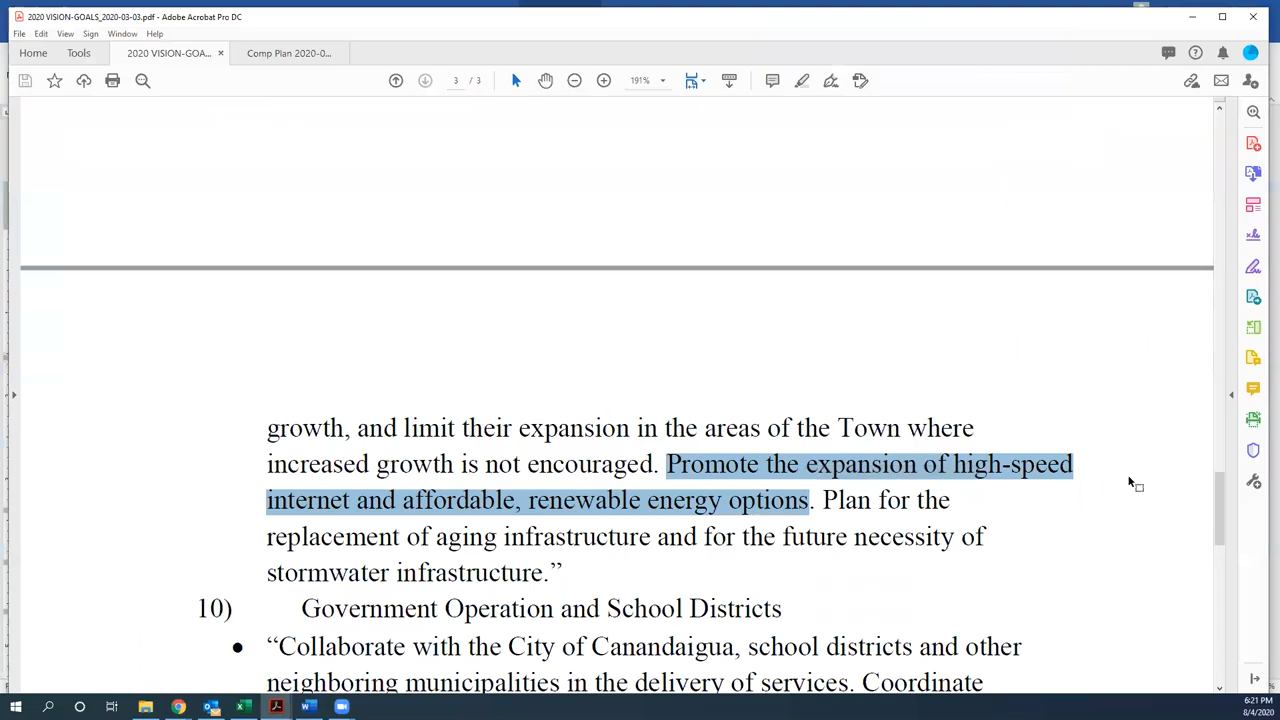 2020 VISION-GOALS_2020-03-03.pdf - Adobe Acrobat Pro DC
File Edit View Sign Window Help
Home Tools 2020 VISION-GOA... × Comp Plan 2020-0...
3 / 3 191%
growth, and limit their expansion in the areas of the Town where
increased growth is not encouraged. Promote the expansion of high-speed
internet and affordable, renewable energy options. Plan for the
replacement of aging infrastructure and for the future necessity of
stormwater infrastructure.”
10) Government Operation and School Districts
• “Collaborate with the City of Canandaigua, school districts and other
neighboring municipalities in the delivery of services. Coordinate
6:21 PM
8/4/2020